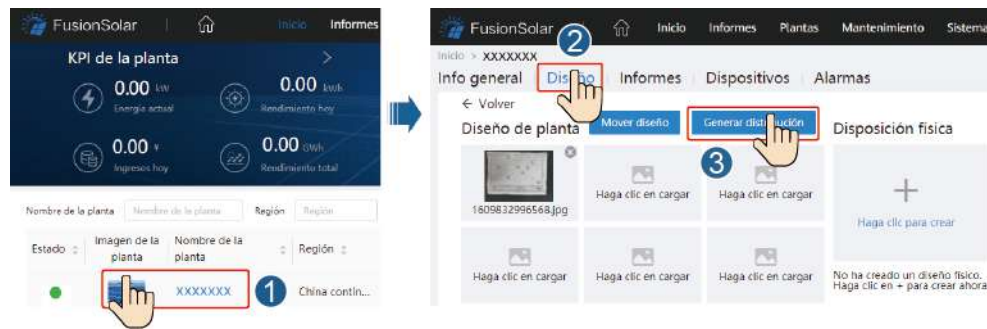 FusionSolar
Inicio
Informes
KPI de la planta
>
0.00 kW
Energía actual
0.00 kWh
Rendimiento hoy
0.00 ¥
Ingresos hoy
0.00 GWh
Rendimiento total
Nombre de la planta
Nombre de la planta
Región
Región
Estado
Imagen de la planta
Nombre de la planta
Región
XXXXXXX
1
China contin...
FusionSolar
Inicio
Informes
Plantas
Mantenimiento
Sistema
2
Inicio > XXXXXXX
Info general
Diseño
Informes
Dispositivos
Alarmas
← Volver
Diseño de planta
Mover diseño
Generar distribución
Disposición física
3
1609832996568.jpg
Haga clic en cargar
Haga clic en cargar
Haga clic para crear
Haga clic en cargar
Haga clic en cargar
Haga clic en cargar
No ha creado un diseño físico.
Haga clic en + para crear ahora